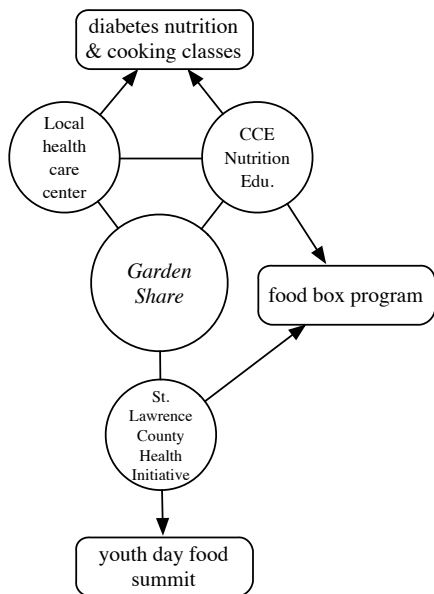 diabetes nutrition
& cooking classes
Local
health
care
center
CCE
Nutrition
Edu.
Garden
Share
food box program
St.
Lawrence
County
Health
Initiative
youth day food
summit